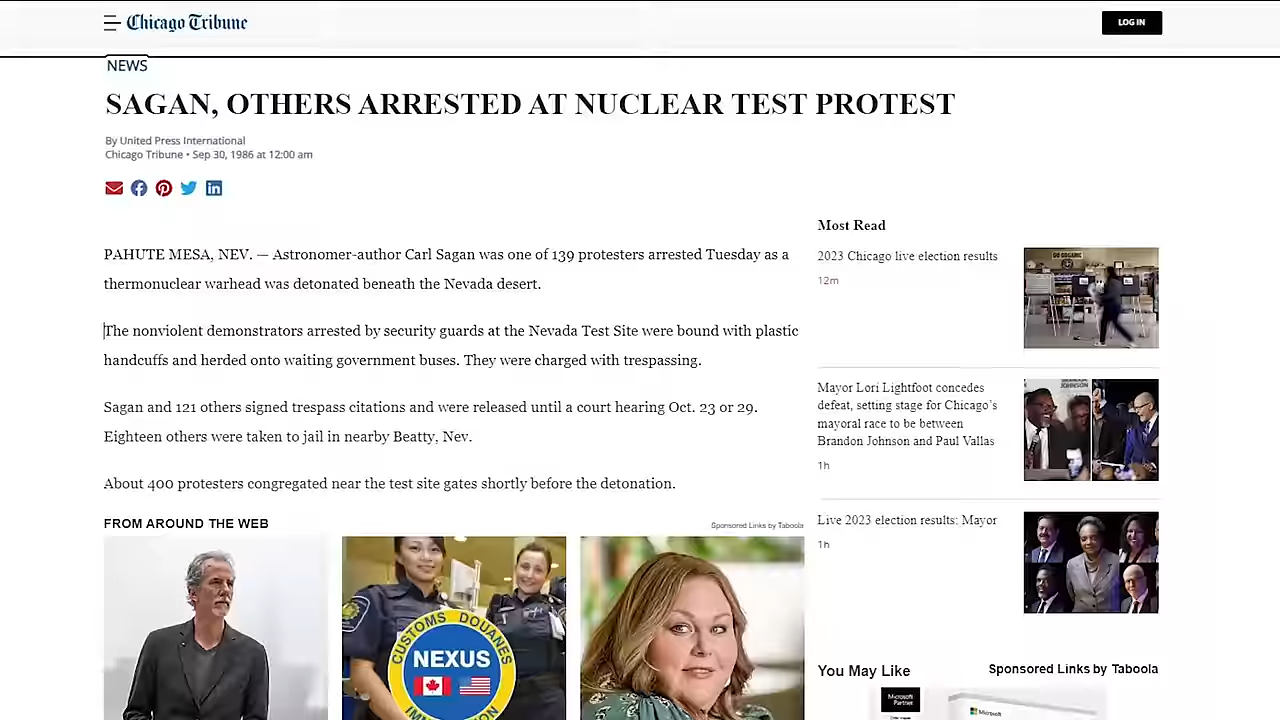 Chicago Tribune
LOG IN
NEWS
SAGAN, OTHERS ARRESTED AT NUCLEAR TEST PROTEST
By United Press International
Chicago Tribune • Sep 30, 1986 at 12:00 am
PAHUTE MESA, NEV. — Astronomer-author Carl Sagan was one of 139 protesters arrested Tuesday as a
thermonuclear warhead was detonated beneath the Nevada desert.
The nonviolent demonstrators arrested by security guards at the Nevada Test Site were bound with plastic
handcuffs and herded onto waiting government buses. They were charged with trespassing.
Sagan and 121 others signed trespass citations and were released until a court hearing Oct. 23 or 29.
Eighteen others were taken to jail in nearby Beatty, Nev.
About 400 protesters congregated near the test site gates shortly before the detonation.
FROM AROUND THE WEB
Sponsored Links by Taboola
CUSTOMS DOUANES
NEXUS
Most Read
2023 Chicago live election results
12m
Mayor Lori Lightfoot concedes
defeat, setting stage for Chicago's
mayoral race to be between
Brandon Johnson and Paul Vallas
1h
Live 2023 election results: Mayor
1h
You May Like
Sponsored Links by Taboola
Microsoft
Partner
Microsoft